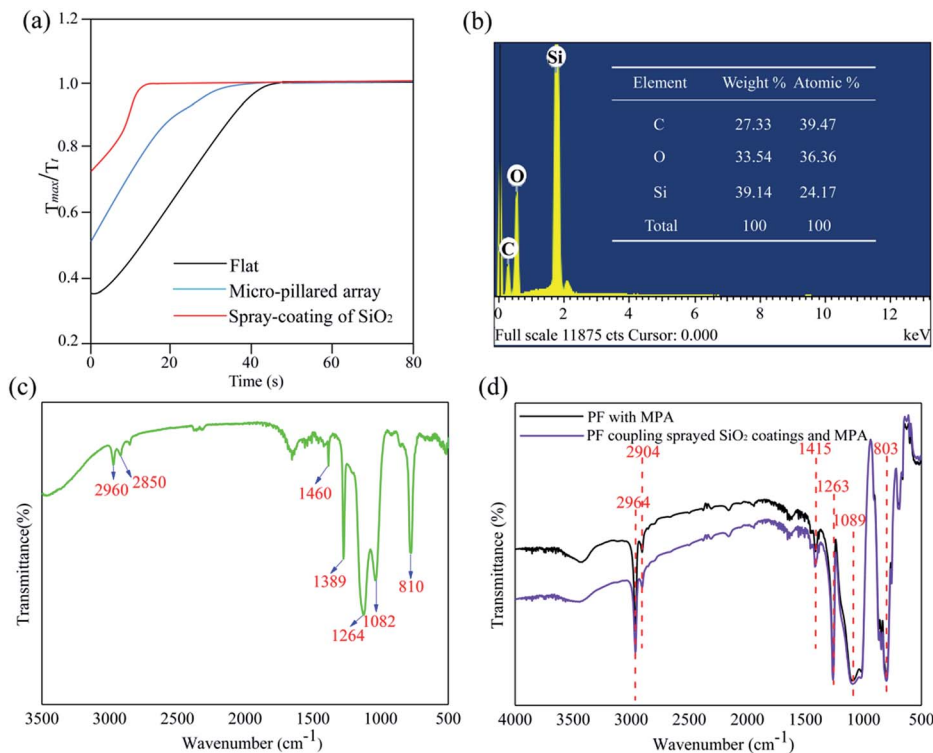 (a)
1.2
1.0
0.8
0.6
0.4
0.2
T_max/T_t
Flat
Micro-pillared array
Spray-coating of SiO₂
0 20 40 60 80
Time (s)
(b)
Si
O
C
Element Weight % Atomic %
C 27.33 39.47
O 33.54 36.36
Si 39.14 24.17
Total 100 100
0 2 4 6 8 10 12
Full scale 11875 cts Cursor: 0.000 keV
(c)
Transmittance(%)
2960
2850
1460
1389
1264
1082
810
3500 3000 2500 2000 1500 1000 500
Wavenumber (cm⁻¹)
(d)
PF with MPA
PF coupling sprayed SiO₂ coatings and MPA
Transmittance (%)
2904
2964
1415
1263
1089
803
4000 3500 3000 2500 2000 1500 1000 500
Wavenumber (cm⁻¹)